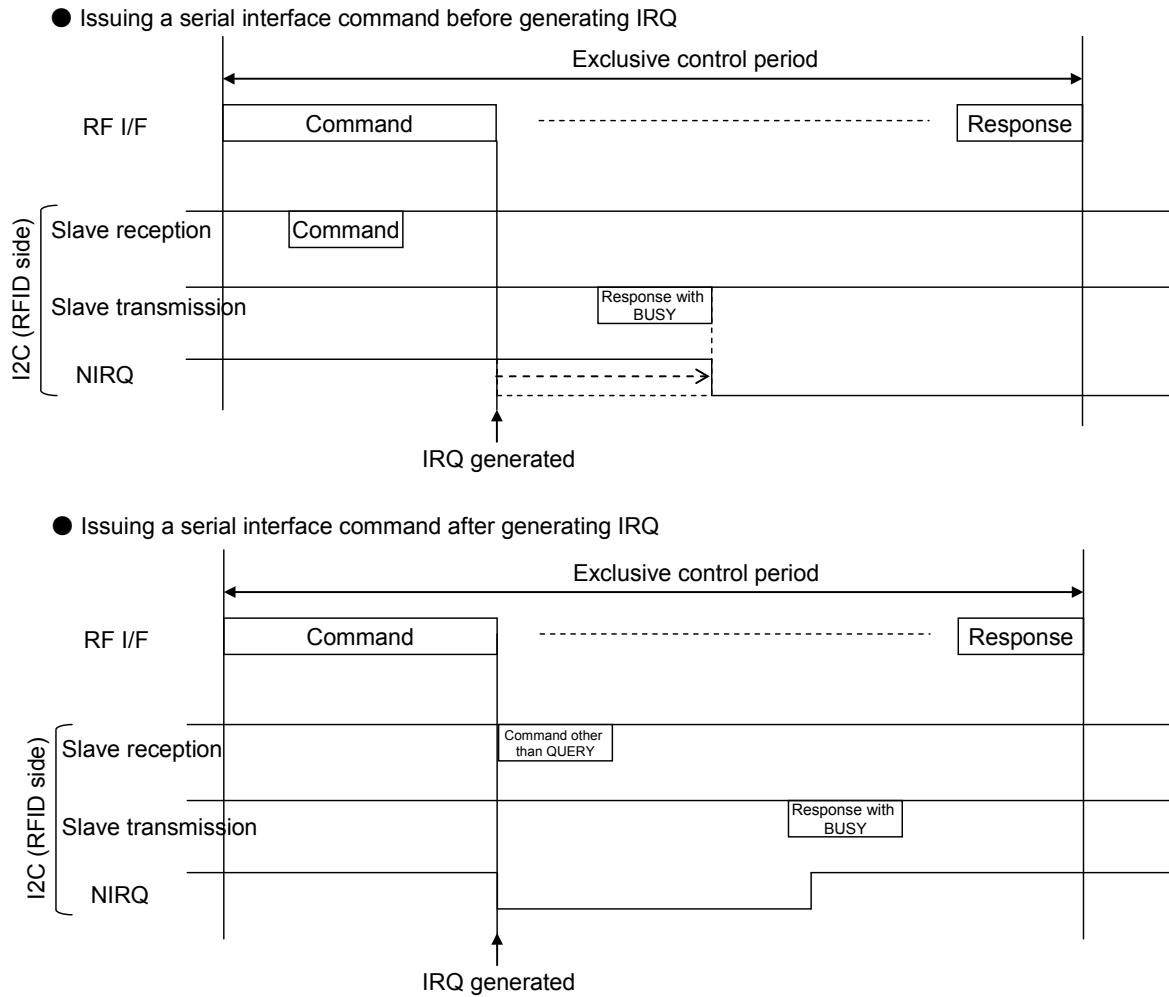 ● Issuing a serial interface command before generating IRQ
Exclusive control period
RF I/F
Command
Response
I2C (RFID side)
Slave reception
Command
Slave transmission
Response with
BUSY
NIRQ
IRQ generated
● Issuing a serial interface command after generating IRQ
Exclusive control period
RF I/F
Command
Response
I2C (RFID side)
Slave reception
Command other
than QUERY
Slave transmission
Response with
BUSY
NIRQ
IRQ generated